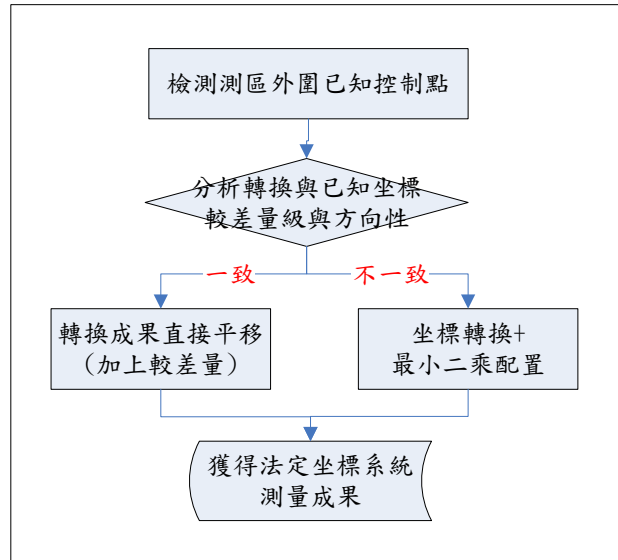 檢測測區外圍已知控制點
分析轉換與已知坐標
較差量級與方向性
一致
不一致
轉換成果直接平移
（加上較差量）
坐標轉換+
最小二乘配置
獲得法定坐標系統
測量成果